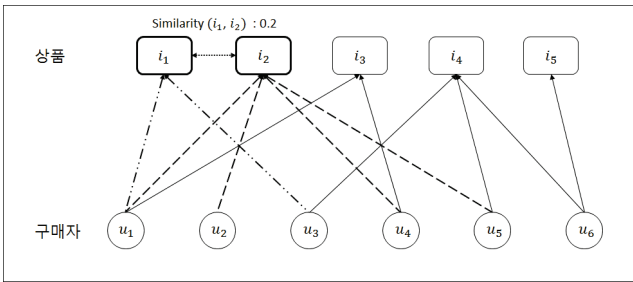 Similarity (i₁, i₂) : 0.2
상품 i₁ i₂ i₃ i₄ i₅
구매자 u₁ u₂ u₃ u₄ u₅ u₆